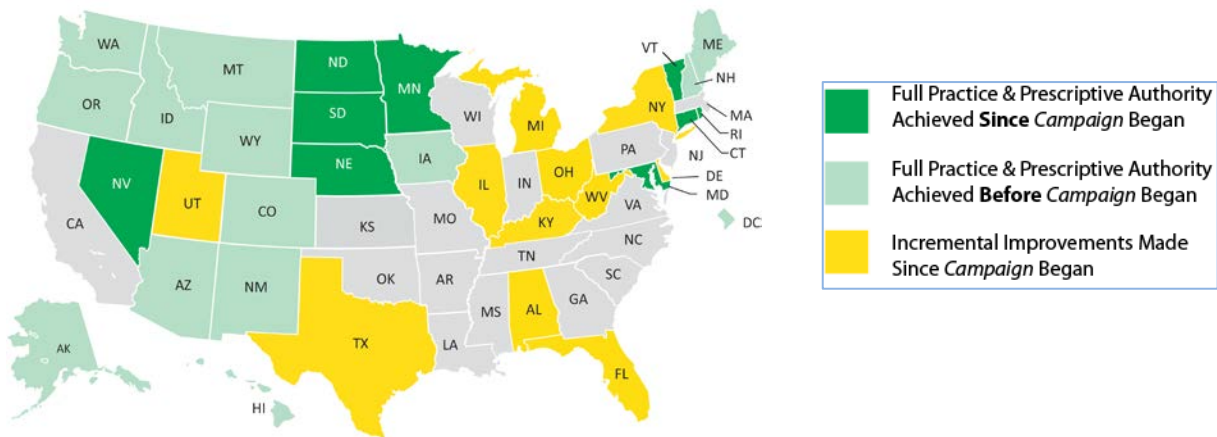 WA
MT
ND
MN
VT
ME
OR
ID
SD
WI
NY
NH
MA
WY
MI
RI
CT
NE
IA
PA
NJ
NV
UT
CO
IL
IN
OH
DE
MD
WV
VA
DC
CA
KS
MO
KY
NC
TN
AZ
NM
OK
AR
SC
MS
AL
GA
TX
LA
FL
AK
HI
Full Practice & Prescriptive Authority
Achieved Since Campaign Began
Full Practice & Prescriptive Authority
Achieved Before Campaign Began
Incremental Improvements Made
Since Campaign Began